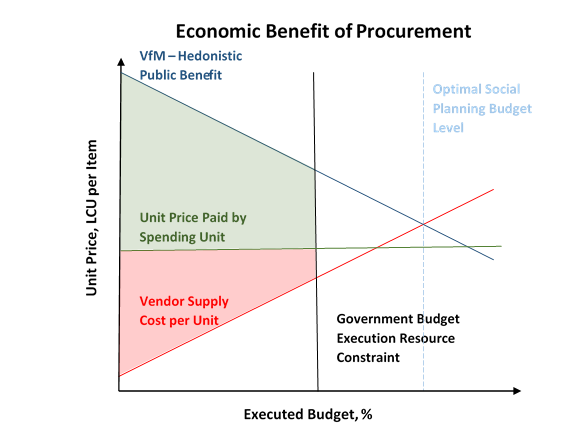 Economic Benefit of Procurement
VfM – Hedonistic
Public Benefit
Optimal Social
Planning Budget
Level
Unit Price Paid by
Spending Unit
Vendor Supply
Cost per Unit
Government Budget
Execution Resource
Constraint
Unit Price, LCU per Item
Executed Budget, %